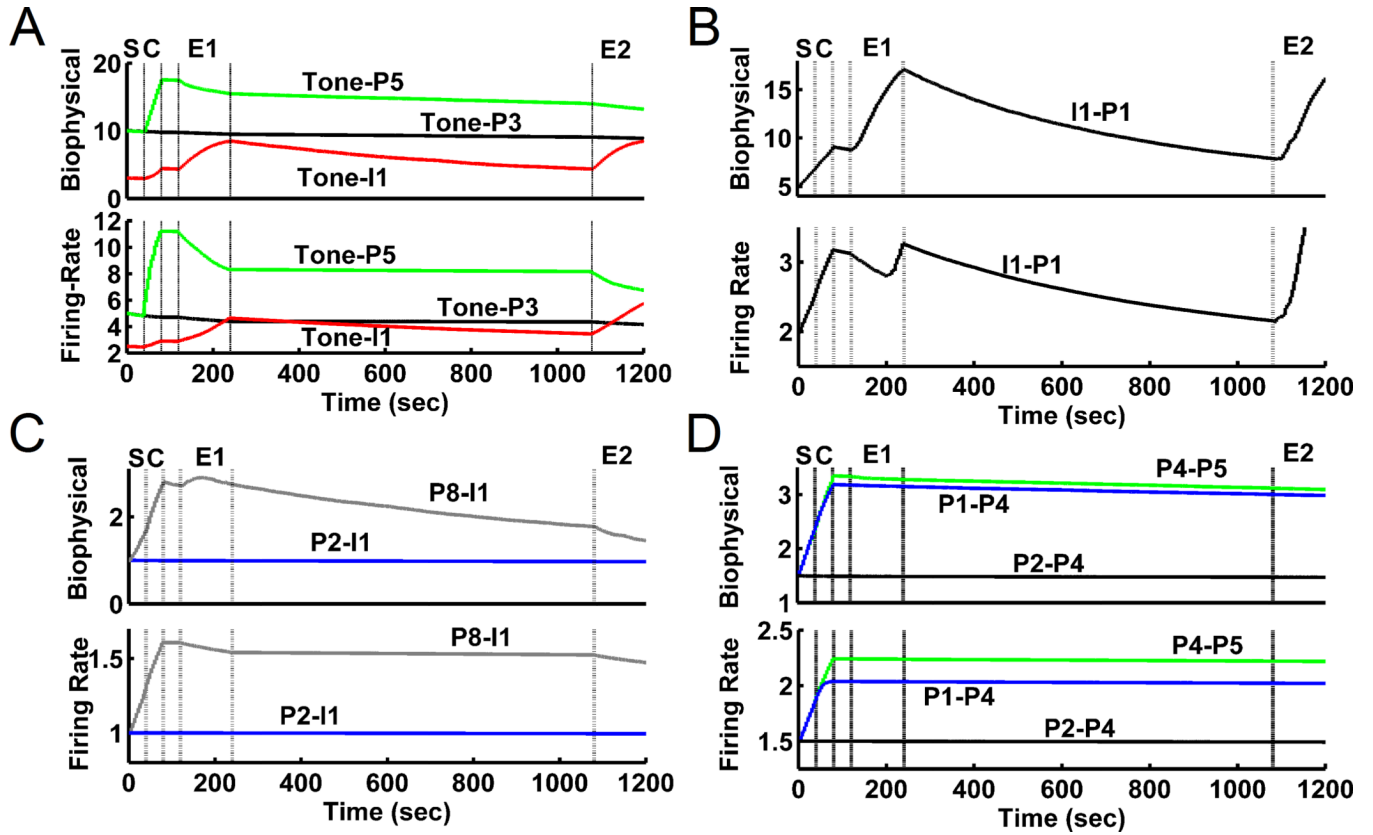 A
S C E1 E2
Biophysical
20
10
0
Tone-P5
Tone-P3
Tone-I1
Firing-Rate
12
10
8
6
4
2
Tone-P5
Tone-P3
Tone-I1
0 200 400 600 800 1000 1200
Time (sec)
B
S C E1 E2
Biophysical
15
10
5
I1-P1
Firing Rate
3
2
I1-P1
0 200 400 600 800 1000 1200
Time (sec)
C
S C E1 E2
Biophysical
2
0
P8-I1
P2-I1
Firing Rate
1.5
1
P8-I1
P2-I1
0 200 400 600 800 1000 1200
Time (sec)
D
S C E1 E2
Biophysical
3
2
1
P4-P5
P1-P4
P2-P4
Firing Rate
2.5
2
1.5
P4-P5
P1-P4
P2-P4
0 200 400 600 800 1000 1200
Time (sec)